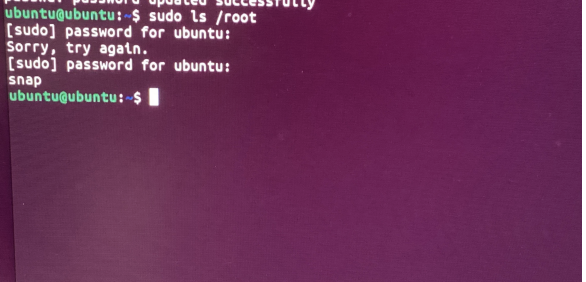 password updated successfully
ubuntu@ubuntu:~$ sudo ls /root
[sudo] password for ubuntu:
Sorry, try again.
[sudo] password for ubuntu:
snap
ubuntu@ubuntu:~$